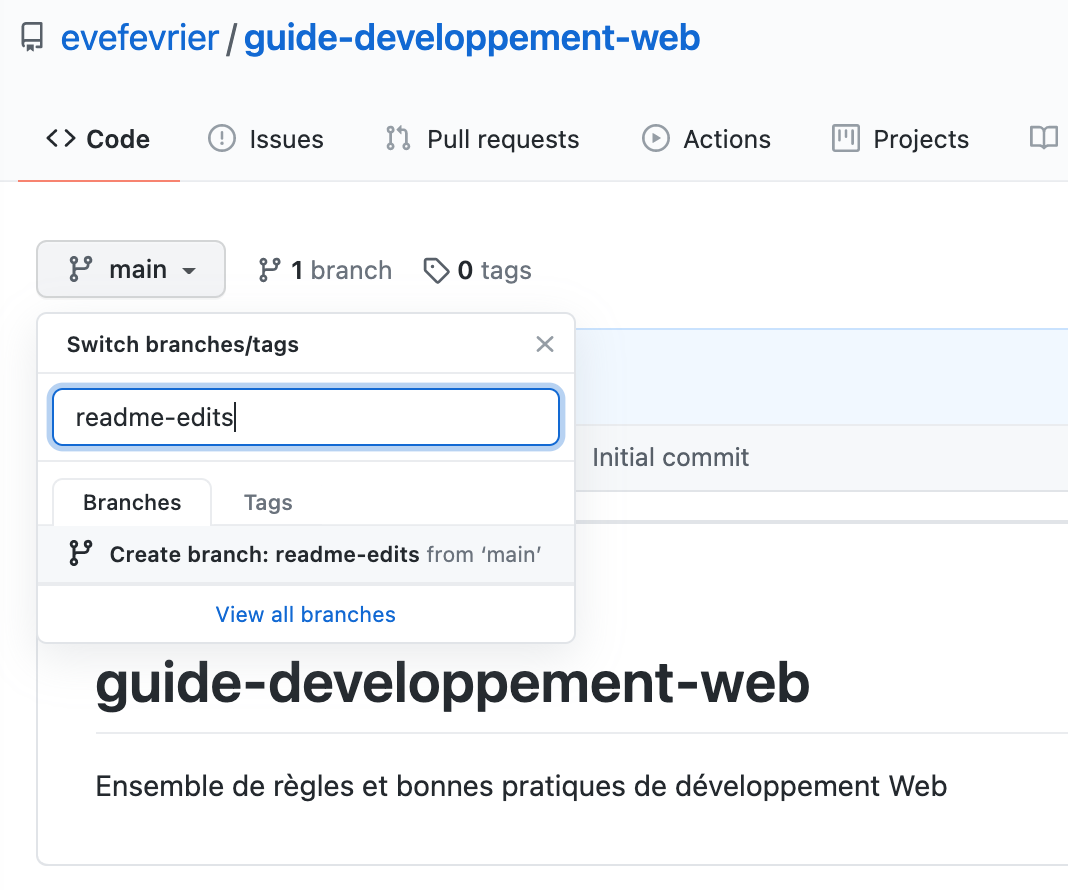 evefevrier / guide-developpement-web
Code Issues Pull requests Actions Projects
main 1 branch 0 tags
Switch branches/tags
readme-edits
Initial commit
Branches Tags
Create branch: readme-edits from ‘main’
View all branches
guide-developpement-web
Ensemble de règles et bonnes pratiques de développement Web